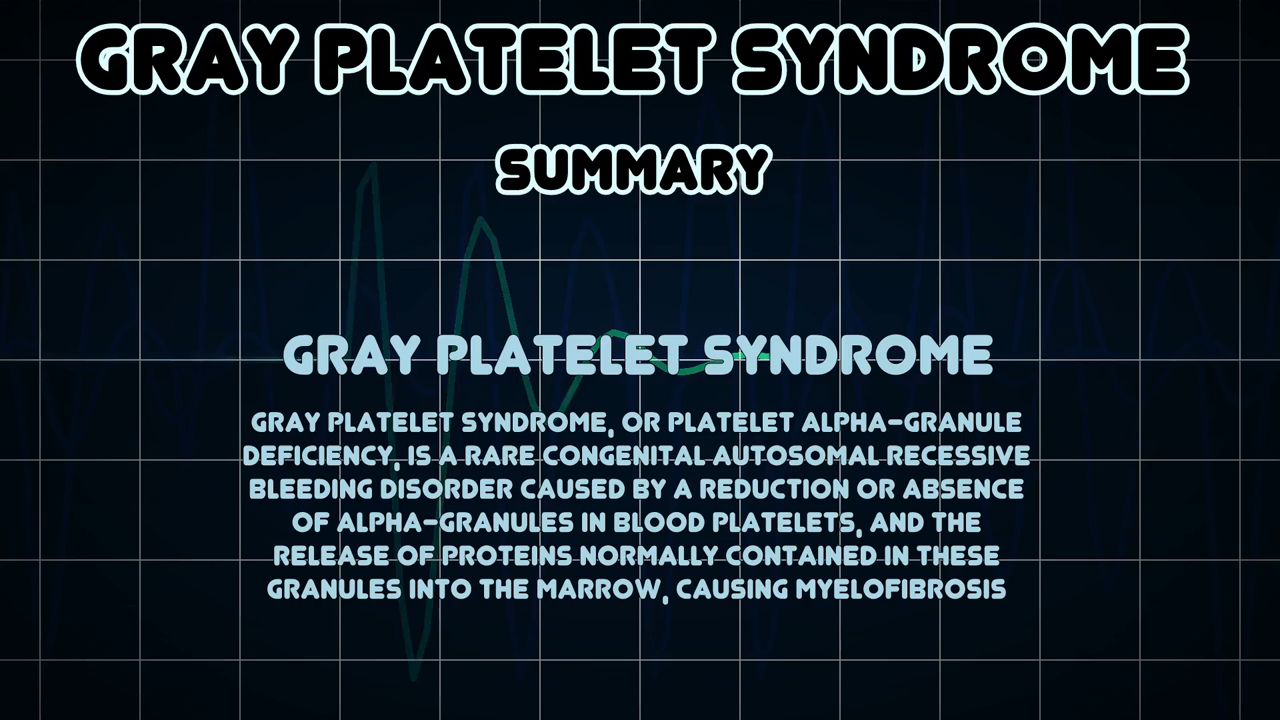 GRAY PLATELET SYNDROME
SUMMARY
GRAY PLATELET SYNDROME
GRAY PLATELET SYNDROME, OR PLATELET ALPHA-GRANULE
DEFICIENCY, IS A RARE CONGENITAL AUTOSOMAL RECESSIVE
BLEEDING DISORDER CAUSED BY A REDUCTION OR ABSENCE
OF ALPHA-GRANULES IN BLOOD PLATELETS, AND THE
RELEASE OF PROTEINS NORMALLY CONTAINED IN THESE
GRANULES INTO THE MARROW, CAUSING MYELOFIBROSIS